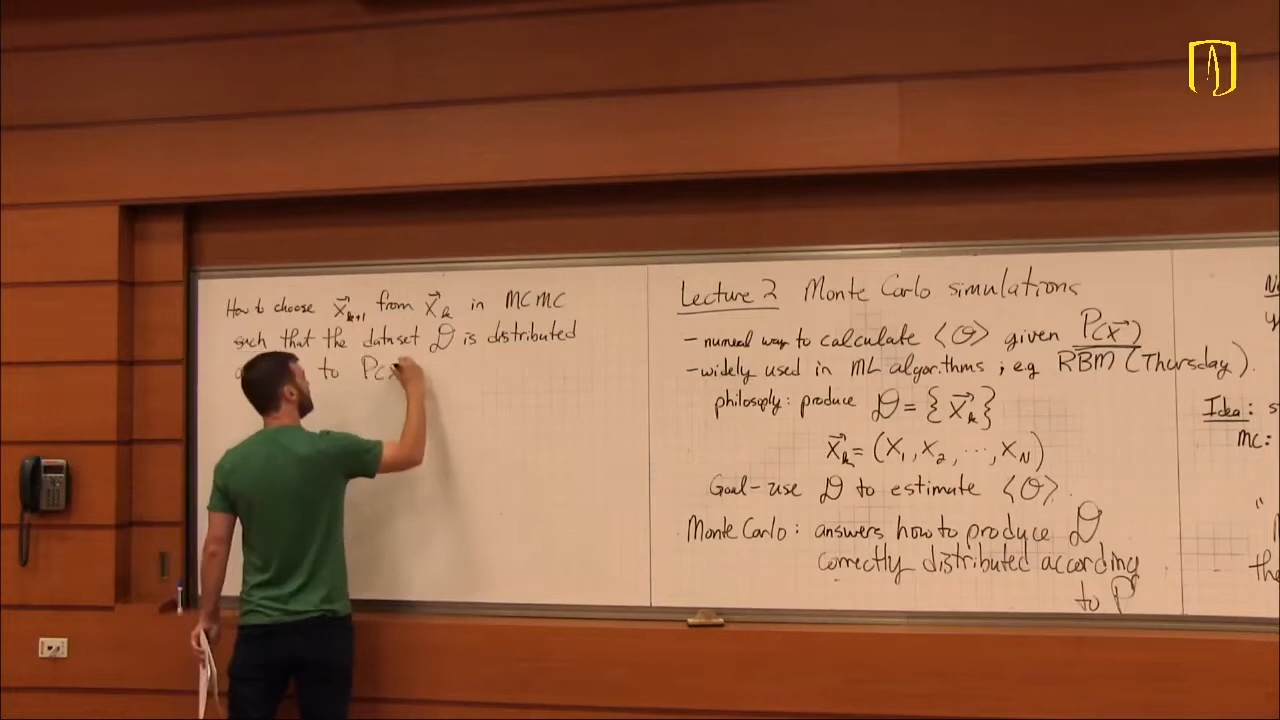 How to choose x⃗ₖ₊₁ from x⃗ₖ in MCMC
such that the dataset 𝒟 is distributed
to P(x
Lecture 2 Monte Carlo simulations
- numerical way to calculate ⟨𝒪⟩ given P(x⃗)
- widely used in ML algorithms ; e.g RBM (Thursday).
philosophy: produce 𝒟 = { x⃗ₖ }
x⃗ₖ = (x₁, x₂, ..., x_N)
Goal - use 𝒟 to estimate ⟨𝒪⟩.
Monte Carlo: answers how to produce 𝒟
correctly distributed according
to P
Idea:
MC: